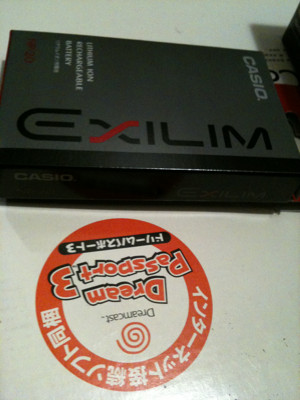 CASIO.
LITHIUM ION
RECHARGEABLE
BATTERY
EXILIM
CASIO
EXILIM
Dreamcast
Dream
Passport 3
ドリームパスポート3
インターネット接続ソフト同梱